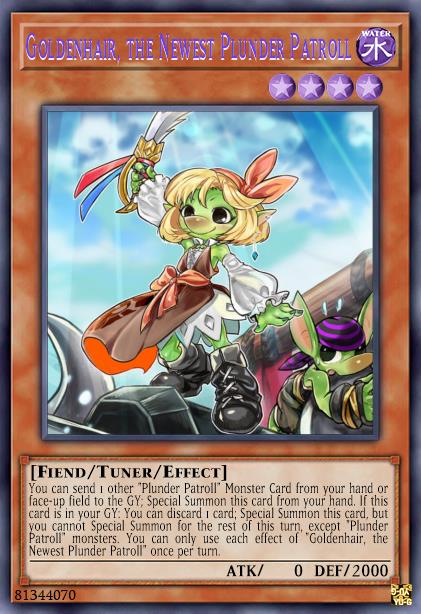 Goldenhair, the Newest Plunder Patroll
WATER
水
[Fiend/Tuner/Effect]
You can send 1 other "Plunder Patroll" Monster Card from your hand or
face-up field to the GY; Special Summon this card from your hand. If this
card is in your GY: You can discard 1 card; Special Summon this card, but
you cannot Special Summon for the rest of this turn, except "Plunder
Patroll" monsters. You can only use each effect of "Goldenhair, the
Newest Plunder Patroll" once per turn.
ATK/ 0 DEF/2000
81344070